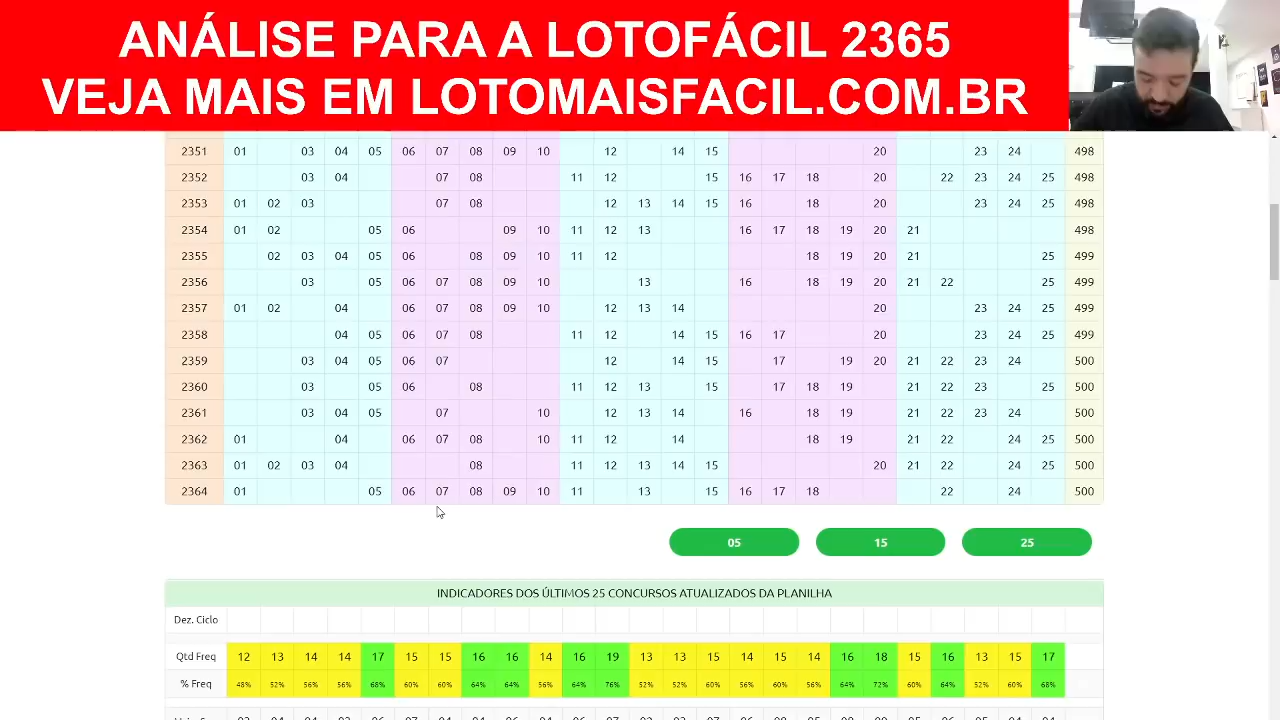 ANÁLISE PARA A LOTOFÁCIL 2365
VEJA MAIS EM LOTOMAISFACIL.COM.BR
2351 01 03 04 05 06 07 08 09 10 12 14 15 20 23 24 498
2352 03 04 07 08 11 12 15 16 17 18 20 22 23 24 25 498
2353 01 02 03 07 08 12 13 14 15 16 18 20 23 24 25 498
2354 01 02 05 06 09 10 11 12 13 16 17 18 19 20 21 498
2355 02 03 04 05 06 08 09 10 11 12 18 19 20 21 25 499
2356 03 05 06 07 08 09 10 13 16 18 19 20 21 22 25 499
2357 01 02 04 06 07 08 09 10 12 13 14 20 23 24 25 499
2358 04 05 06 07 08 11 12 14 15 16 17 23 24 25 499
2359 03 04 05 06 07 12 14 15 17 19 20 21 22 23 24 500
2360 03 05 06 08 11 12 13 15 17 18 19 21 22 23 25 500
2361 03 04 05 07 10 12 13 14 16 18 19 21 22 23 24 500
2362 01 04 06 07 08 10 11 12 14 18 19 21 22 24 25 500
2363 01 02 03 04 08 11 12 13 14 15 20 21 22 24 25 500
2364 01 05 06 07 08 09 10 11 13 15 16 17 18 22 24 500
05 15 25
INDICADORES DOS ÚLTIMOS 25 CONCURSOS ATUALIZADOS DA PLANILHA
Dez. Ciclo
Qtd Freq 12 13 14 14 17 15 15 16 16 14 16 19 13 13 15 14 15 14 16 18 15 16 13 15 17
% Freq 48% 52% 56% 56% 68% 60% 60% 64% 64% 56% 64% 76% 52% 52% 60% 56% 60% 56% 64% 72% 60% 64% 52% 60% 68%